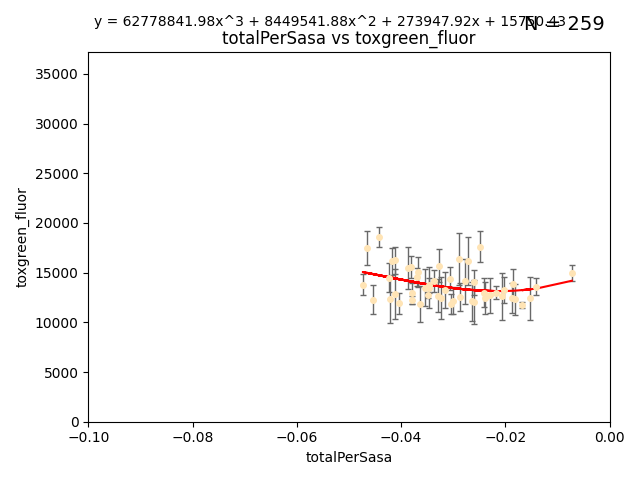 y = 62778841.98x^3 + 8449541.88x^2 + 273947.92x + 15750.43
N = 259
totalPerSasa vs toxgreen_fluor
35000
30000
25000
20000
15000
10000
5000
0
toxgreen_fluor
−0.10 −0.08 −0.06 −0.04 −0.02 0.00
totalPerSasa